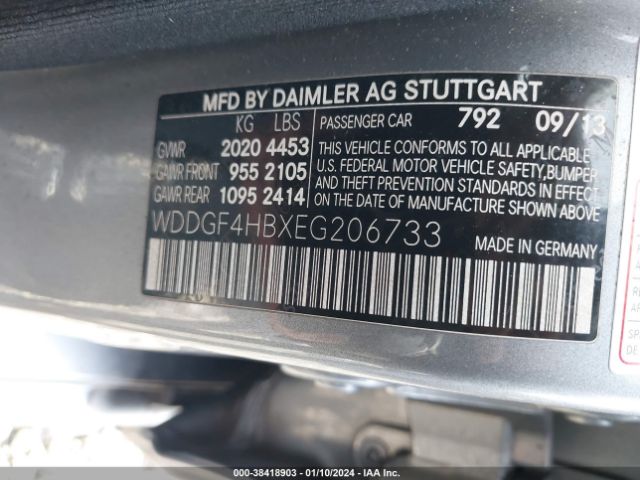 MFD BY DAIMLER AG STUTTGART
KG LBS
GVWR 2020 4453
GAWR FRONT 955 2105
GAWR REAR 1095 2414
PASSENGER CAR 792 09/13
THIS VEHICLE CONFORMS TO ALL APPLICABLE
U.S. FEDERAL MOTOR VEHICLE SAFETY,BUMPER
AND THEFT PREVENTION STANDARDS IN EFFECT
ON THE DATE OF MANUFACTURE SHOWN ABOVE
WDDGF4HBXEG206733
MADE IN GERMANY
000-38418903 - 01/10/2024 - IAAI.COM